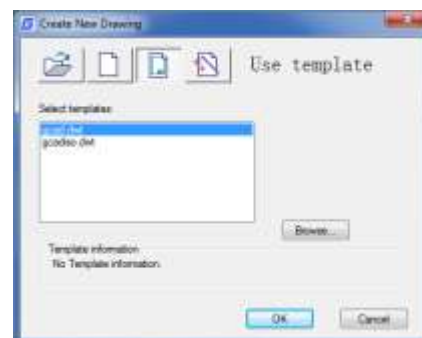 Create New Drawing
Use template
Select templates:
gcad.dwt
gcadiso.dwt
Browse...
Template information
No Template information
OK
Cancel